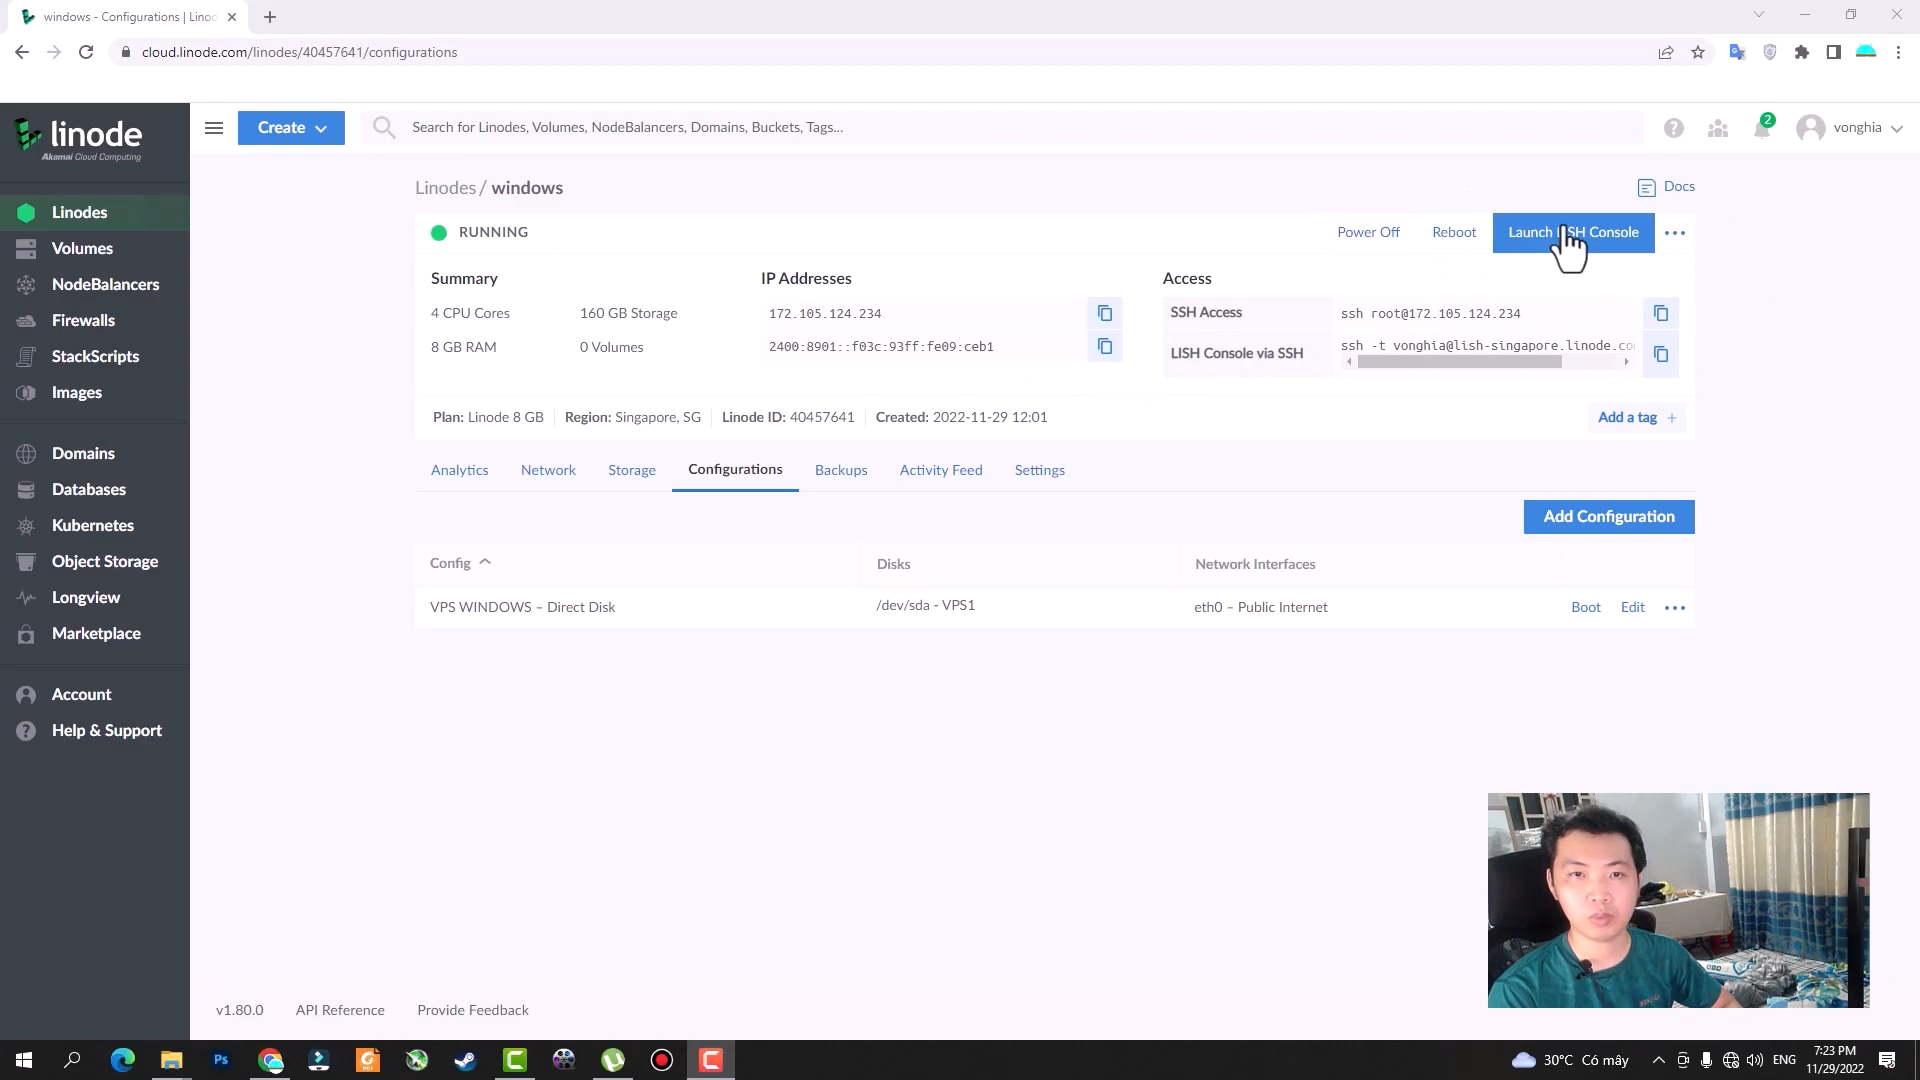 windows - Configurations | Linod
cloud.linode.com/linodes/40457641/configurations
linode
Akamai Cloud Computing
Create
Search for Linodes, Volumes, NodeBalancers, Domains, Buckets, Tags...
2
vonghia
Linodes
Volumes
NodeBalancers
Firewalls
StackScripts
Images
Domains
Databases
Kubernetes
Object Storage
Longview
Marketplace
Account
Help & Support
Linodes / windows
Docs
RUNNING
Power Off
Reboot
Launch LISH Console
Summary
IP Addresses
Access
4 CPU Cores
160 GB Storage
172.105.124.234
SSH Access
ssh root@172.105.124.234
8 GB RAM
0 Volumes
2400:8901::f03c:93ff:fe09:ceb1
LISH Console via SSH
ssh -t vonghia@lish-singapore.linode.co
Plan: Linode 8 GB
Region: Singapore, SG
Linode ID: 40457641
Created: 2022-11-29 12:01
Add a tag +
Analytics
Network
Storage
Configurations
Backups
Activity Feed
Settings
Add Configuration
Config
Disks
Network Interfaces
VPS WINDOWS – Direct Disk
/dev/sda - VPS1
eth0 – Public Internet
Boot
Edit
v1.80.0
API Reference
Provide Feedback
Ps
30°C Có mây
ENG
7:23 PM
11/29/2022